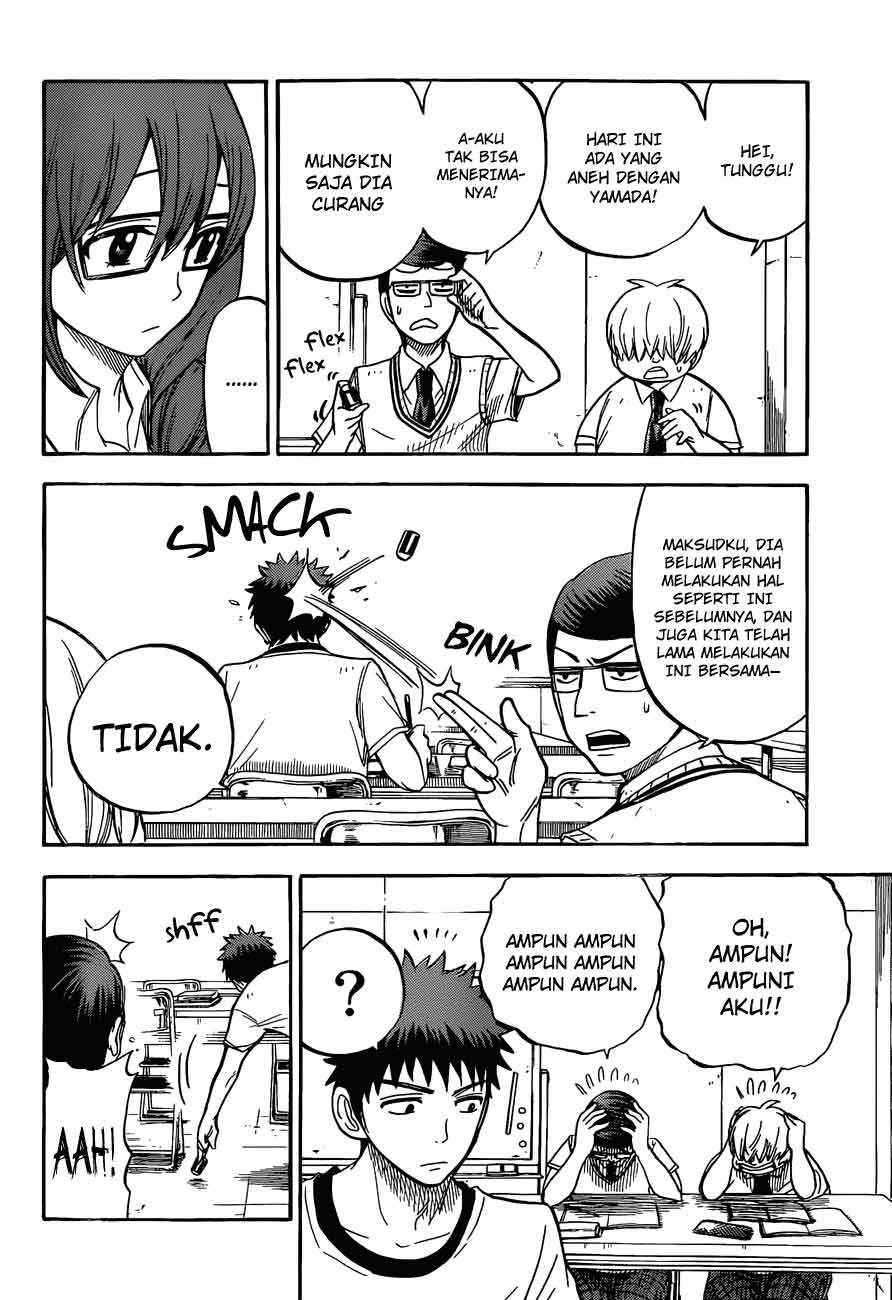 HEI,
TUNGGU!
HARI INI
ADA YANG
ANEH DENGAN
YAMADA!
A-AKU
TAK BISA
MENERIMA-
NYA!
MUNGKIN
SAJA DIA
CURANG
flex
flex
.......
MAKSUDKU, DIA
BELUM PERNAH
MELAKUKAN HAL
SEPERTI INI
SEBELUMNYA, DAN
JUGA KITA TELAH
LAMA MELAKUKAN
INI BERSAMA–
BINK
SMACK
TIDAK.
OH,
AMPUN!
AMPUNI
AKU!!
AMPUN AMPUN
AMPUN AMPUN
AMPUN AMPUN.
?
shff
AAH!